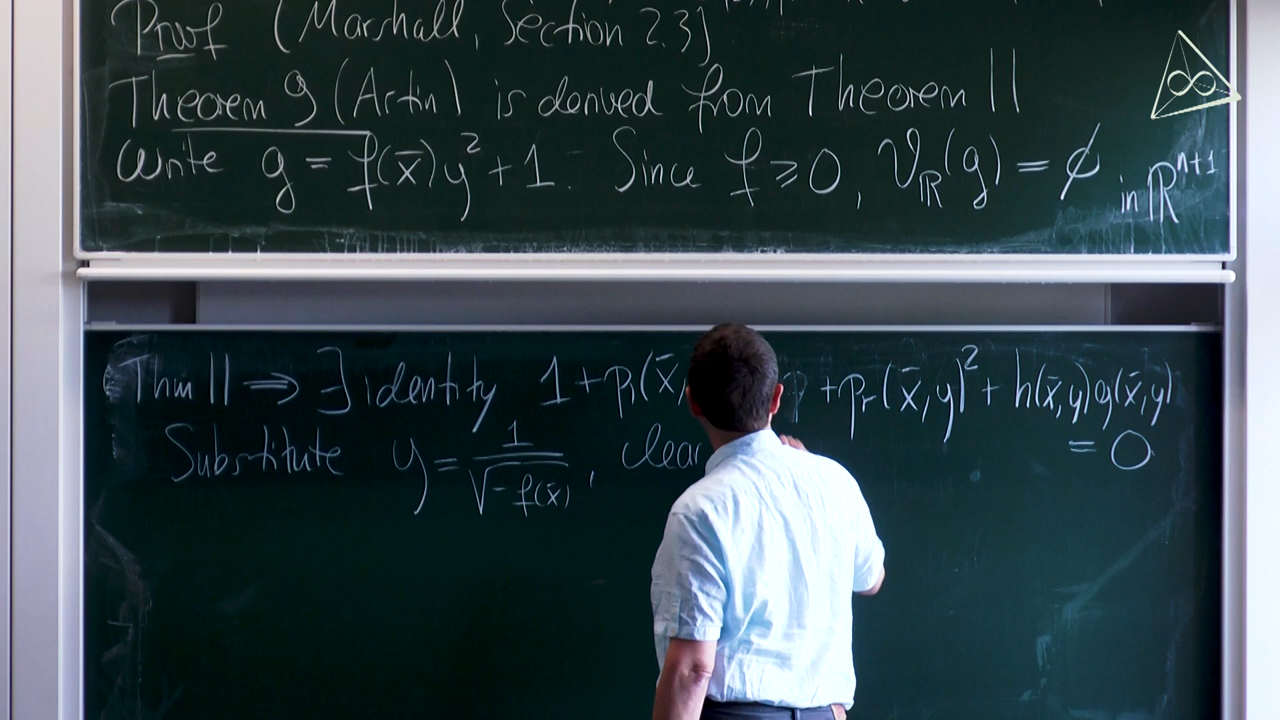 Proof (Marshall, Section 2.3]
Theorem 9 (Artin) is derived from Theorem 11
Write g = f(x̄)y² + 1. Since f ≥ 0, 𝒱_ℝ(g) = ∅ in ℝⁿ⁺¹
Thm 11 ⇒ ∃ identity 1 + p₁(x̄, + pᵣ(x̄,y)² + h(x̄,y)g(x̄,y)
= 0
Substitute y = 1/√-f(x̄) , clear